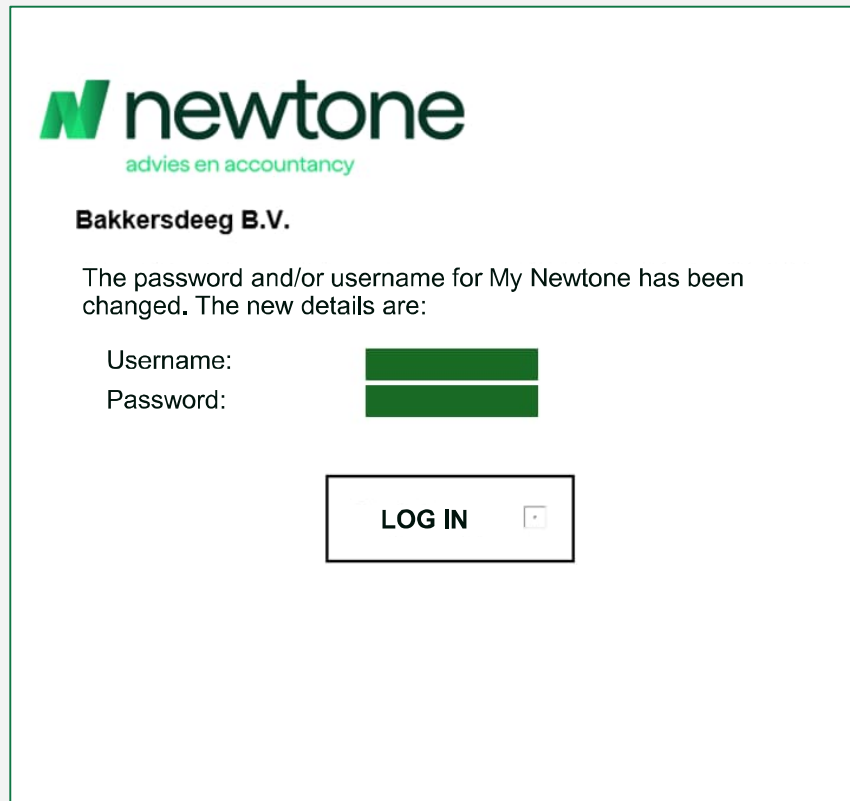 newtone
advies en accountancy
Bakkersdeeg B.V.
The password and/or username for My Newtone has been
changed. The new details are:
Username:
Password:
LOG IN